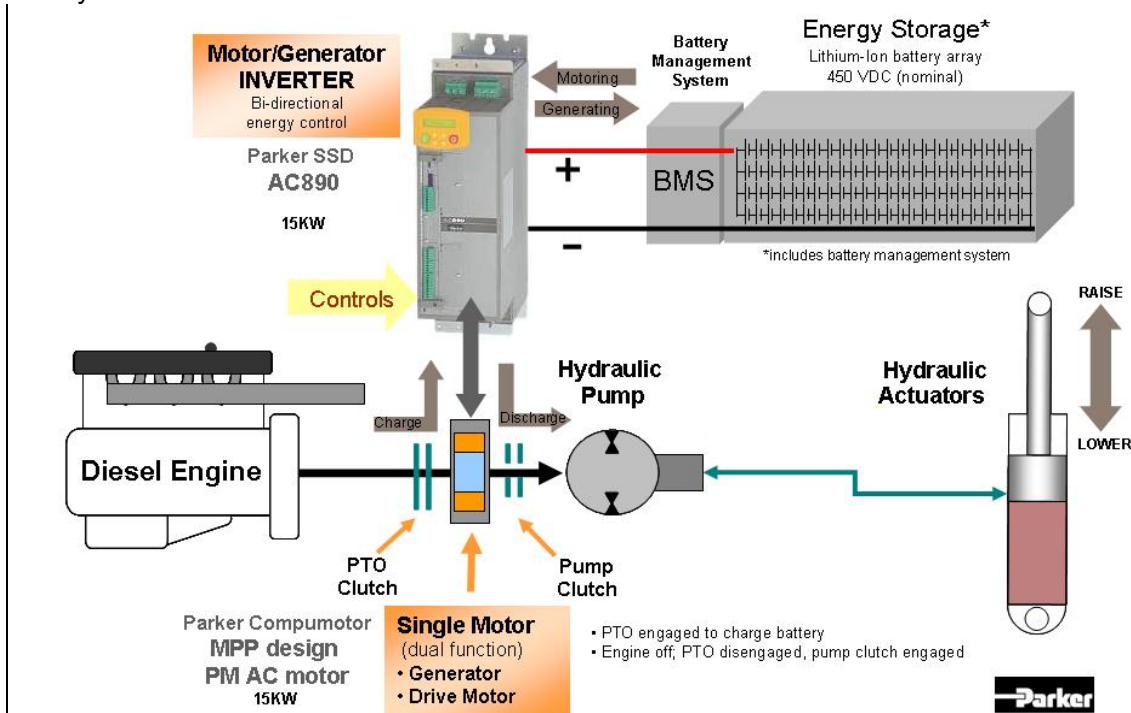 Motor/Generator
INVERTER
Bi-directional
energy control
Parker SSD
AC890
15KW
Controls
Motoring
Generating
Battery
Management
System
Energy Storage*
Lithium-Ion battery array
450 VDC (nominal)
+
BMS
–
*includes battery management system
RAISE
LOWER
Hydraulic
Actuators
Hydraulic
Pump
Charge
Discharge
Diesel Engine
PTO
Clutch
Pump
Clutch
Parker Compumotor
MPP design
PM AC motor
15KW
Single Motor
(dual function)
• Generator
• Drive Motor
• PTO engaged to charge battery
• Engine off; PTO disengaged, pump clutch engaged
Parker